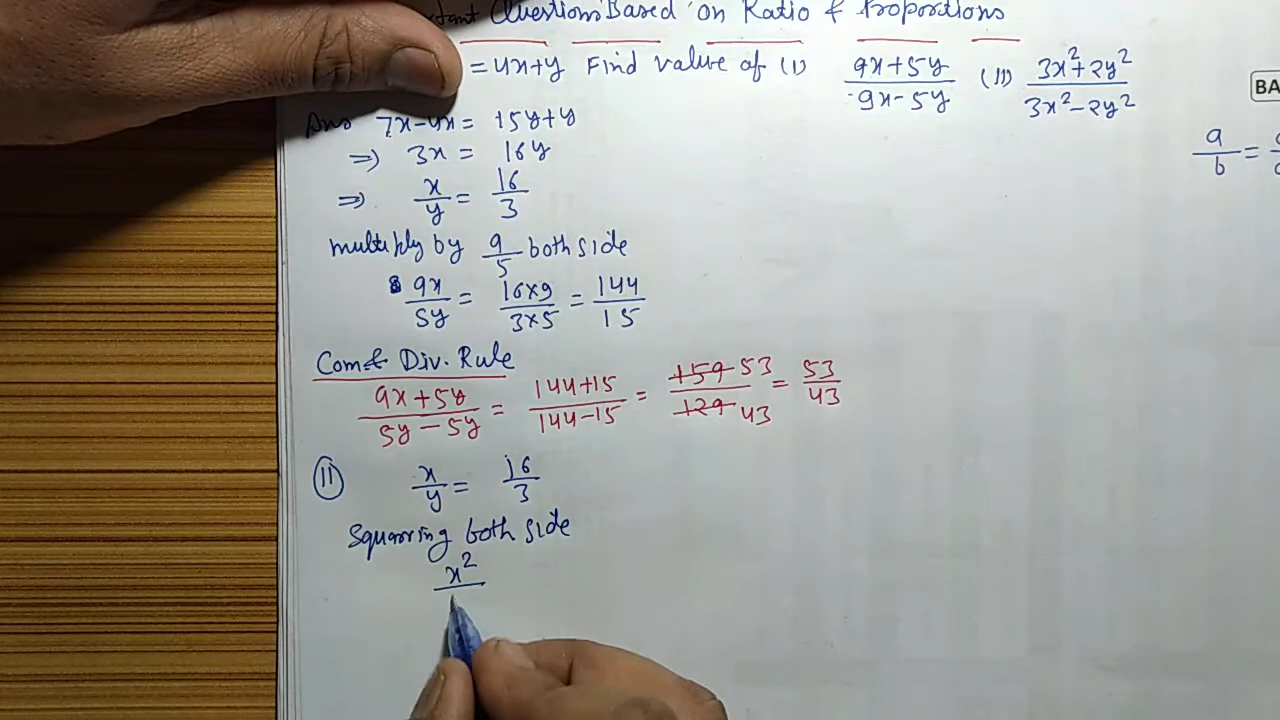 Questions Based on Ratio & Proportions
= 4x+y Find value of (I) 9x+5y / 9x-5y (II) 3x²+2y² / 3x²-2y²
BA
Ans 7x-4x = 15y+y
a/b =
⇒ 3x = 16y
⇒ x/y = 16/3
multiply by 9/5 both side
9x/5y = 16×9/3×5 = 144/15
Com & Div. Rule
9x+5y / 5y-5y = 144+15 / 144-15 = 159 53 / 129 43 = 53/43
(II) x/y = 16/3
Squaring both side
x²